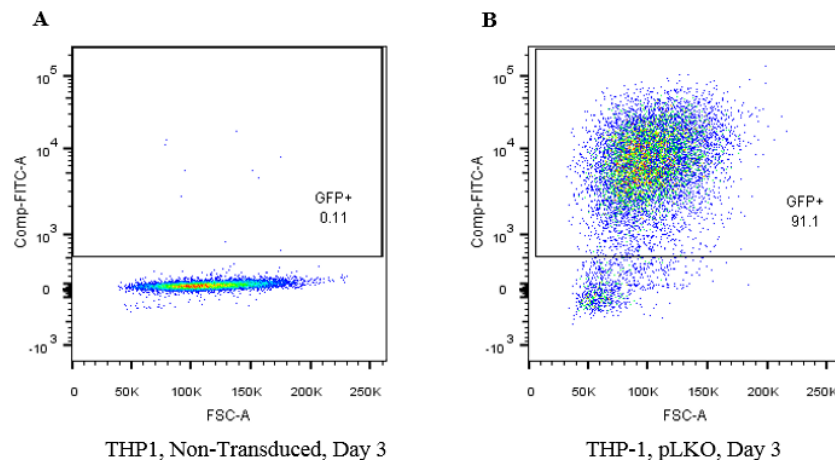 A
B
10^5
10^4
10^3
0
-10^3
Comp-FITC-A
GFP+
0.11
0 50K 100K 150K 200K 250K
FSC-A
THP1, Non-Transduced, Day 3
10^5
10^4
10^3
0
-10^3
Comp-FITC-A
GFP+
91.1
0 50K 100K 150K 200K 250K
FSC-A
THP-1, pLKO, Day 3